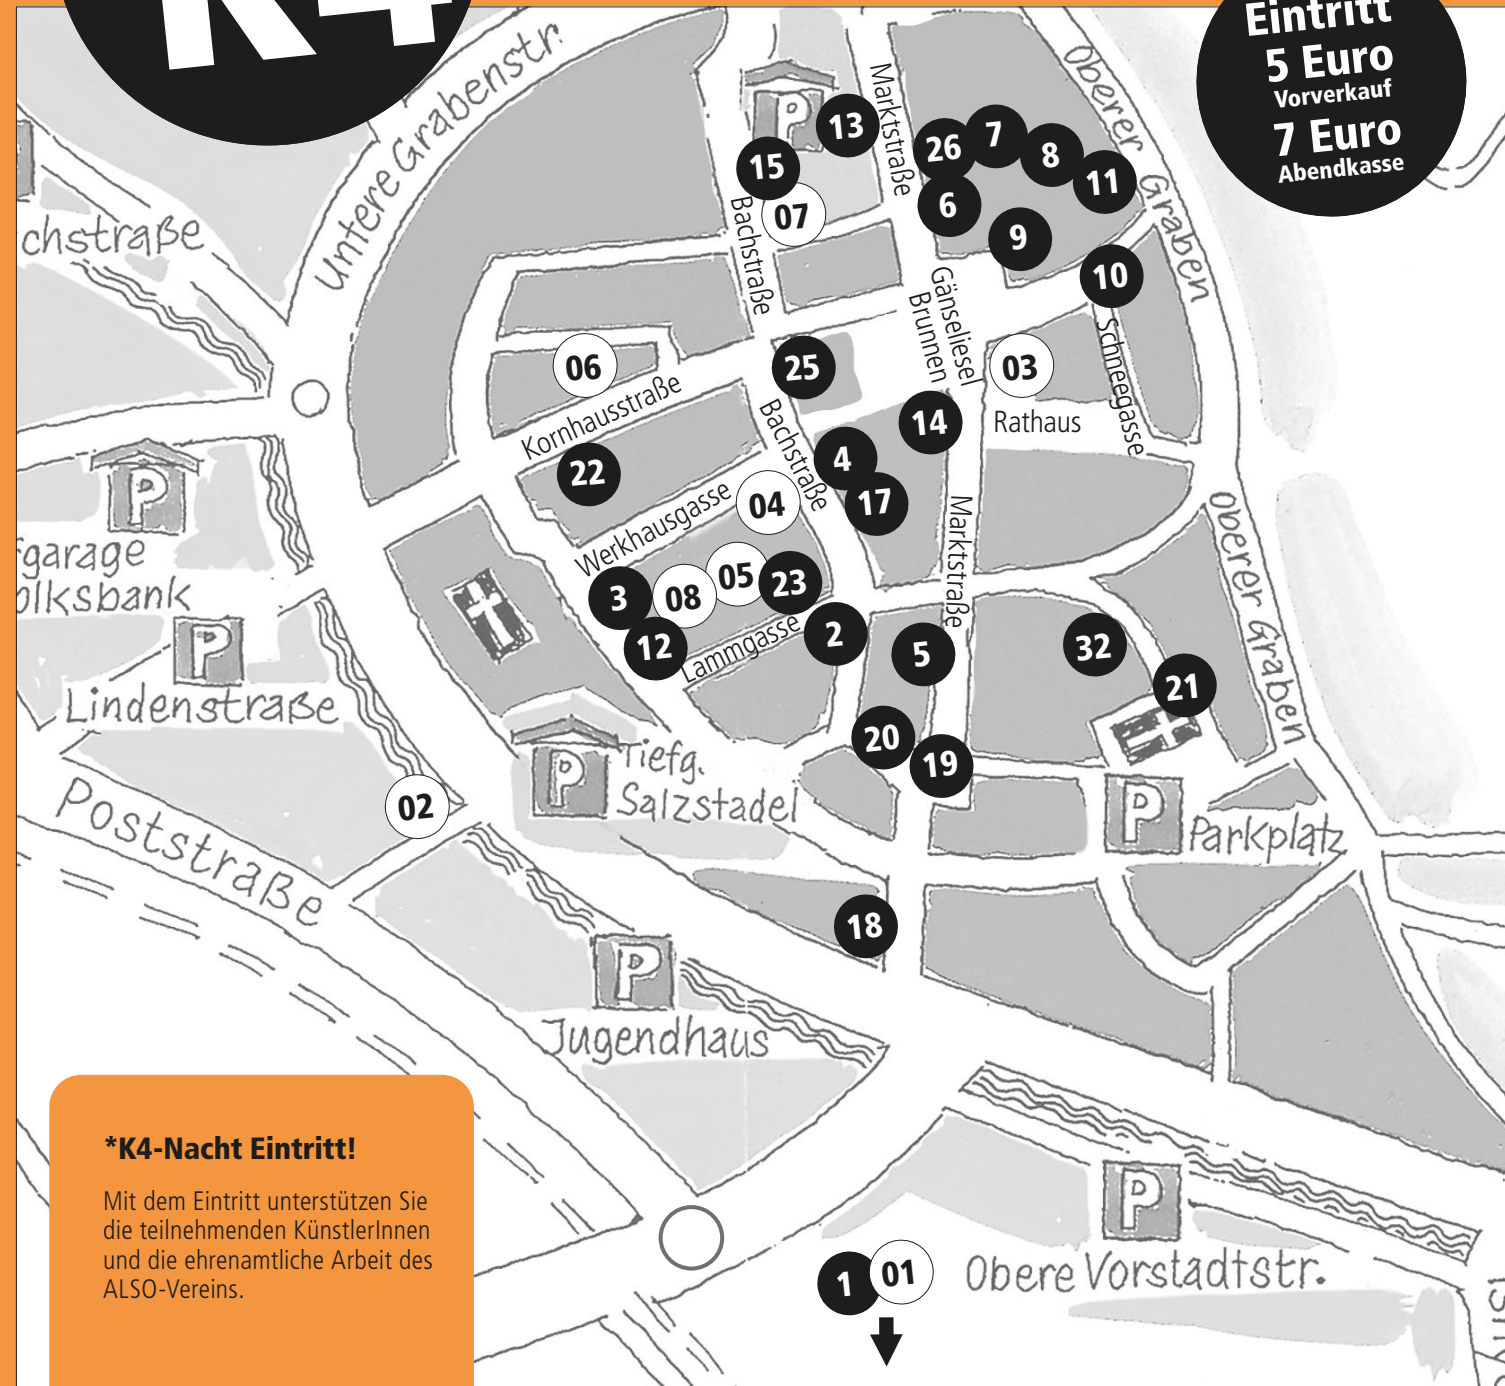 K4
Eintritt
5 Euro
Vorverkauf
7 Euro
Abendkasse
Untere Grabenstr.
Oberer Graben
Marktstraße
P
13
15
07
26
7
8
11
6
9
10
chstraße
Bachstraße
Gänseliesel
Brunnen
Schneegasse
06
25
03
Kornhausstraße
Rathaus
14
22
Bachstraße
4
17
04
Werkhausgasse
Marktstraße
Oberer Graben
P
fgarage
olksbank
3
08
05
23
12
Lammgasse
2
5
32
21
P
Lindenstraße
20
19
P
Tiefg.
Salzstadel
02
P
Parkplatz
Poststraße
18
P
Jugendhaus
P
Obere Vorstadtstr.
1
01
*K4-Nacht Eintritt!
Mit dem Eintritt unterstützen Sie
die teilnehmenden KünstlerInnen
und die ehrenamtliche Arbeit des
ALSO-Vereins.